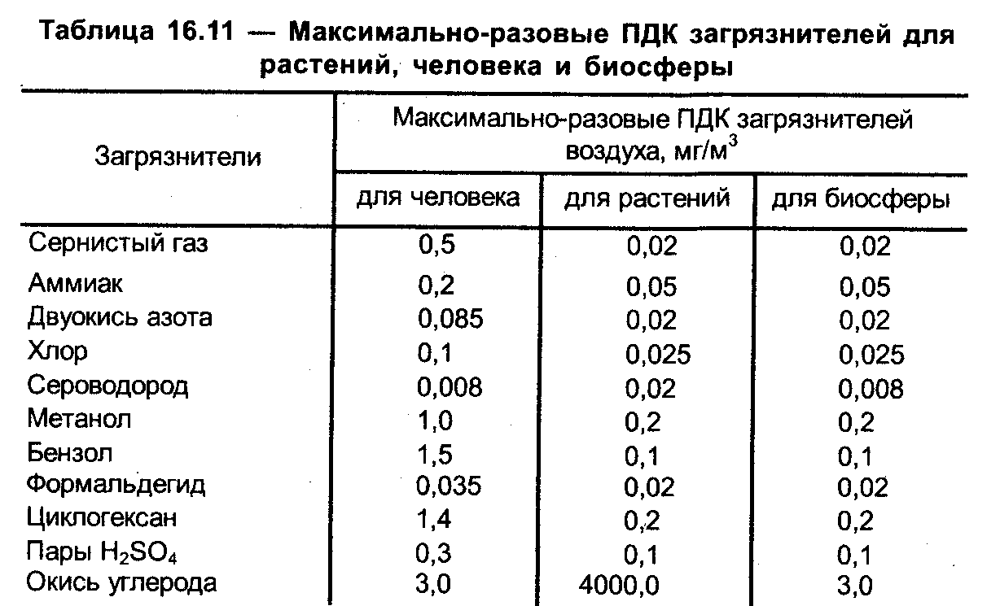 Таблица 16.11 — Максимально-разовые ПДК загрязнителей для
растений, человека и биосферы
Загрязнители
Максимально-разовые ПДК загрязнителей
воздуха, мг/м³
для человека для растений для биосферы
Сернистый газ 0,5 0,02 0,02
Аммиак 0,2 0,05 0,05
Двуокись азота 0,085 0,02 0,02
Хлор 0,1 0,025 0,025
Сероводород 0,008 0,02 0,008
Метанол 1,0 0,2 0,2
Бензол 1,5 0,1 0,1
Формальдегид 0,035 0,02 0,02
Циклогексан 1,4 0,2 0,2
Пары H₂SO₄ 0,3 0,1 0,1
Окись углерода 3,0 4000,0 3,0